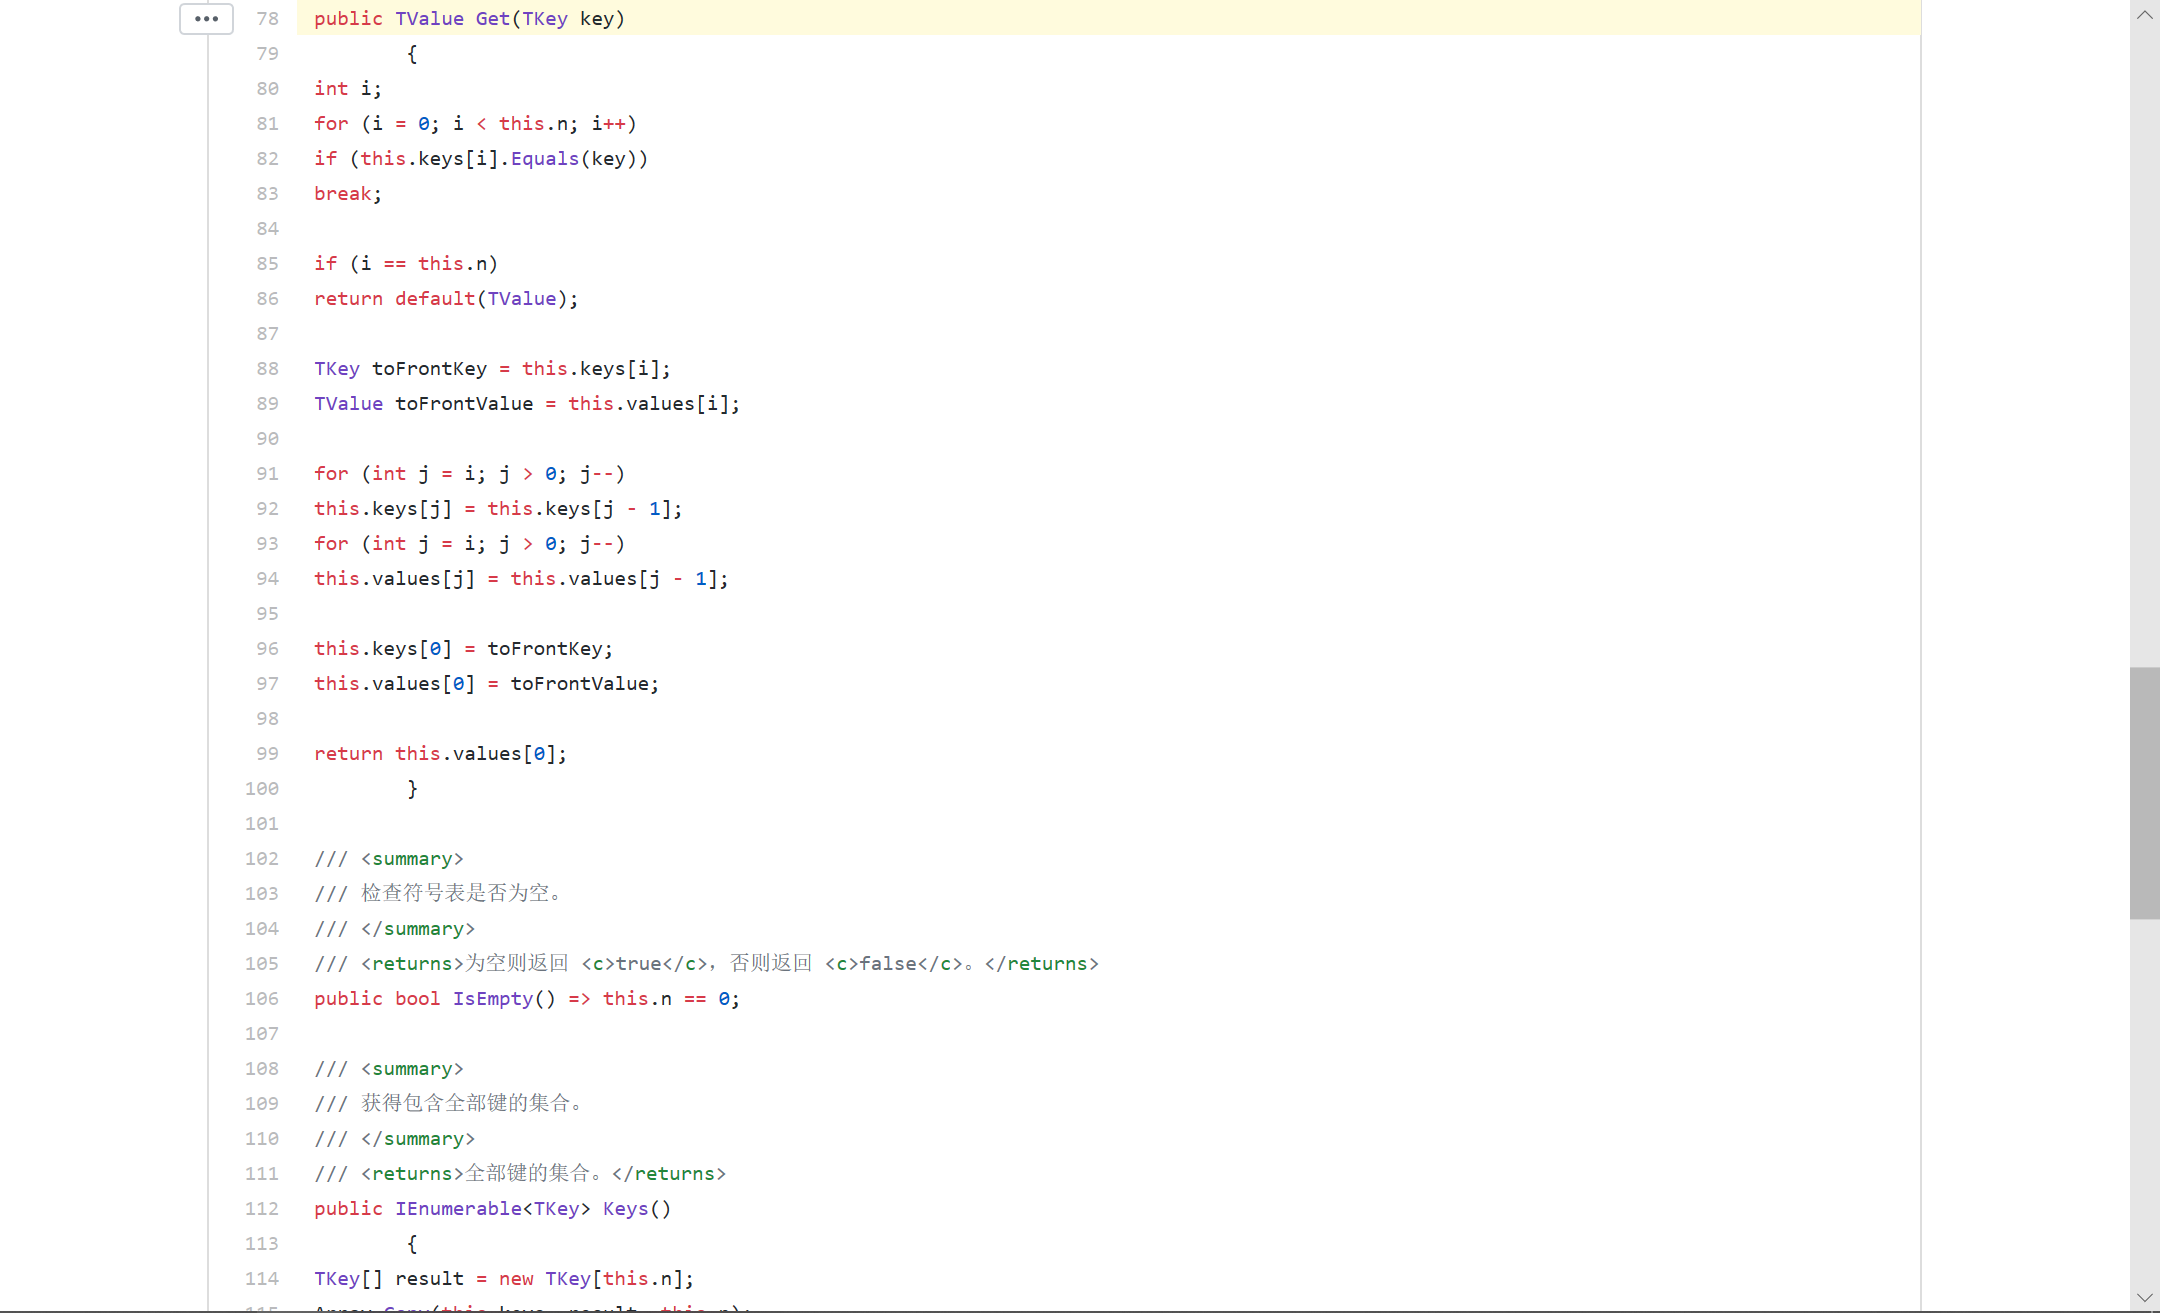 78 public TValue Get(TKey key)
79 {
80 int i;
81 for (i = 0; i < this.n; i++)
82 if (this.keys[i].Equals(key))
83 break;
84
85 if (i == this.n)
86 return default(TValue);
87
88 TKey toFrontKey = this.keys[i];
89 TValue toFrontValue = this.values[i];
90
91 for (int j = i; j > 0; j--)
92 this.keys[j] = this.keys[j - 1];
93 for (int j = i; j > 0; j--)
94 this.values[j] = this.values[j - 1];
95
96 this.keys[0] = toFrontKey;
97 this.values[0] = toFrontValue;
98
99 return this.values[0];
100 }
101
102 /// <summary>
103 /// 检查符号表是否为空。
104 /// </summary>
105 /// <returns>为空则返回 <c>true</c>，否则返回 <c>false</c>。</returns>
106 public bool IsEmpty() => this.n == 0;
107
108 /// <summary>
109 /// 获得包含全部键的集合。
110 /// </summary>
111 /// <returns>全部键的集合。</returns>
112 public IEnumerable<TKey> Keys()
113 {
114 TKey[] result = new TKey[this.n];
115 Array.Copy(this.keys, result, this.n);